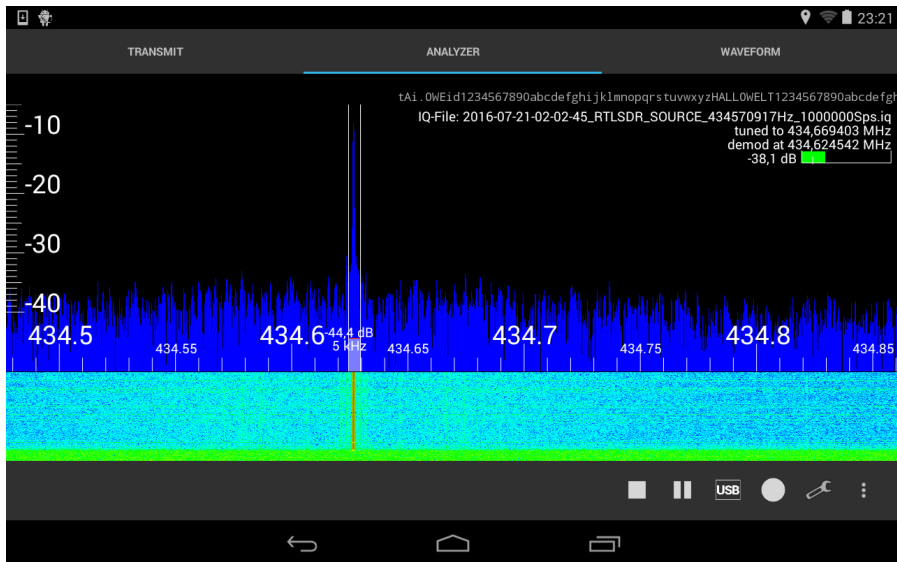 23:21
TRANSMIT ANALYZER WAVEFORM
tAi.0WEid1234567890abcdefghijklmnopqrstuvwxyzHALL0WELT1234567890abcdefgh
IQ-File: 2016-07-21-02-02-45_RTLSDR_SOURCE_434570917Hz_1000000Sps.iq
tuned to 434,669403 MHz
demod at 434,624542 MHz
-38,1 dB
-10
-20
-30
-40
434.5 434.6 -44,4 dB 434.7 434.8
434.55 5 kHz 434.65 434.75 434.85
USB